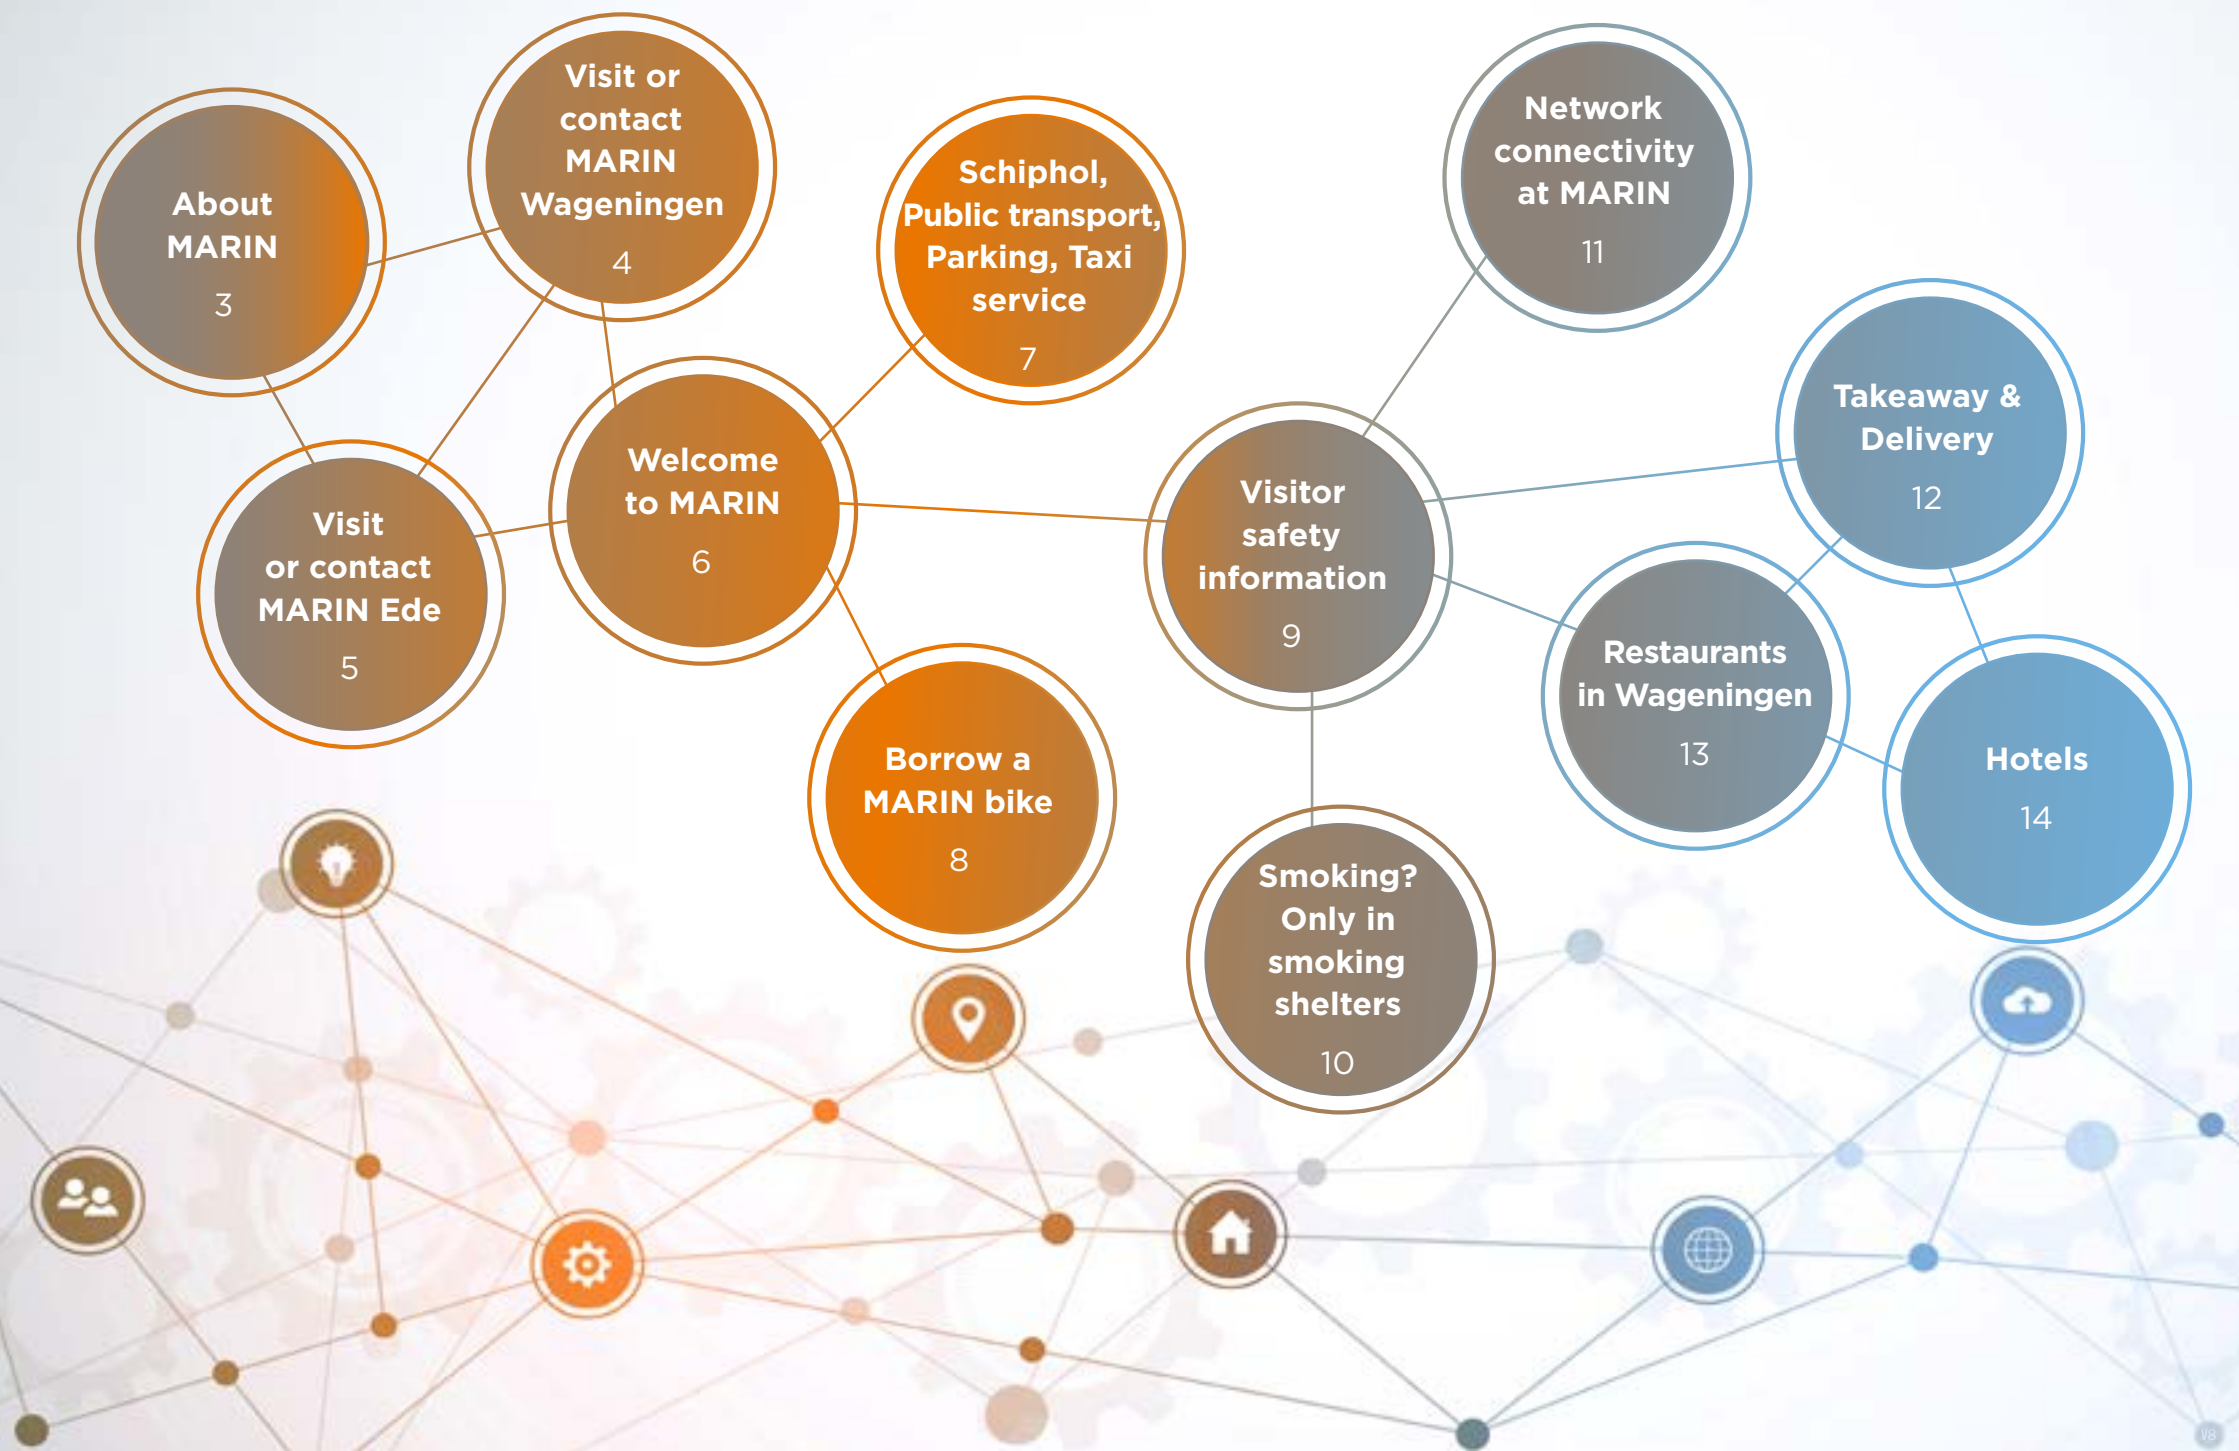 About
MARIN
3
Visit or
contact
MARIN
Wageningen
4
Visit
or contact
MARIN Ede
5
Welcome
to MARIN
6
Schiphol,
Public transport,
Parking, Taxi
service
7
Borrow a
MARIN bike
8
Visitor
safety
information
9
Smoking?
Only in
smoking
shelters
10
Network
connectivity
at MARIN
11
Takeaway &
Delivery
12
Restaurants
in Wageningen
13
Hotels
14
V8